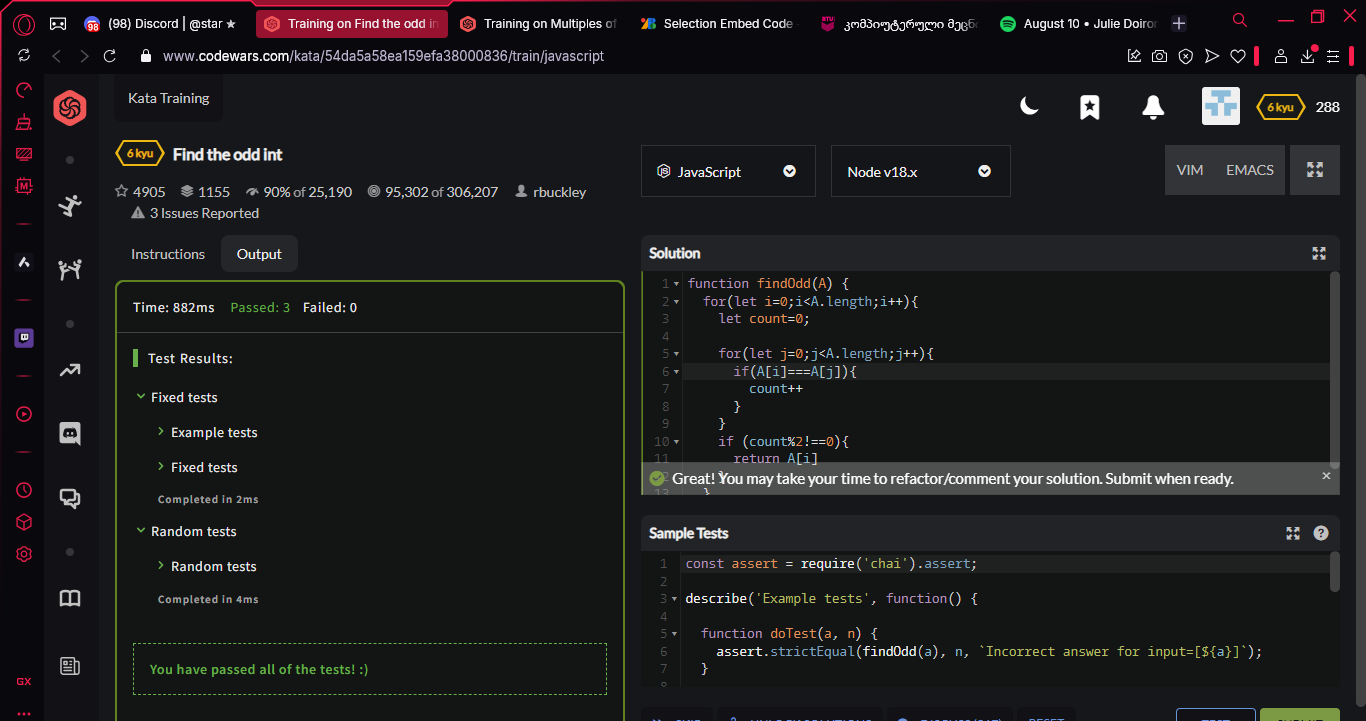 (98) Discord | @star ★
Training on Find the odd in
Training on Multiples of
Selection Embed Code
კომპიუტერული მეცნ
August 10 • Julie Doiron
www.codewars.com/kata/54da5a58ea159efa38000836/train/javascript
Kata Training
6 kyu 288
6 kyu Find the odd int
4905 1155 90% of 25,190 95,302 of 306,207 rbuckley
3 Issues Reported
JavaScript
Node v18.x
VIM EMACS
Instructions Output
Time: 882ms Passed: 3 Failed: 0
Test Results:
Fixed tests
Example tests
Fixed tests
Completed in 2ms
Random tests
Random tests
Completed in 4ms
You have passed all of the tests! :)
Solution
1 function findOdd(A) {
2 for(let i=0;i<A.length;i++){
3 let count=0;
4
5 for(let j=0;j<A.length;j++){
6 if(A[i]===A[j]){
7 count++
8 }
9 }
10 if (count%2!==0){
11 return A[i]
Great! You may take your time to refactor/comment your solution. Submit when ready.
13 }
Sample Tests
1 const assert = require('chai').assert;
2
3 describe('Example tests', function() {
4
5 function doTest(a, n) {
6 assert.strictEqual(findOdd(a), n, `Incorrect answer for input=[${a}]`);
7 }
8
GX